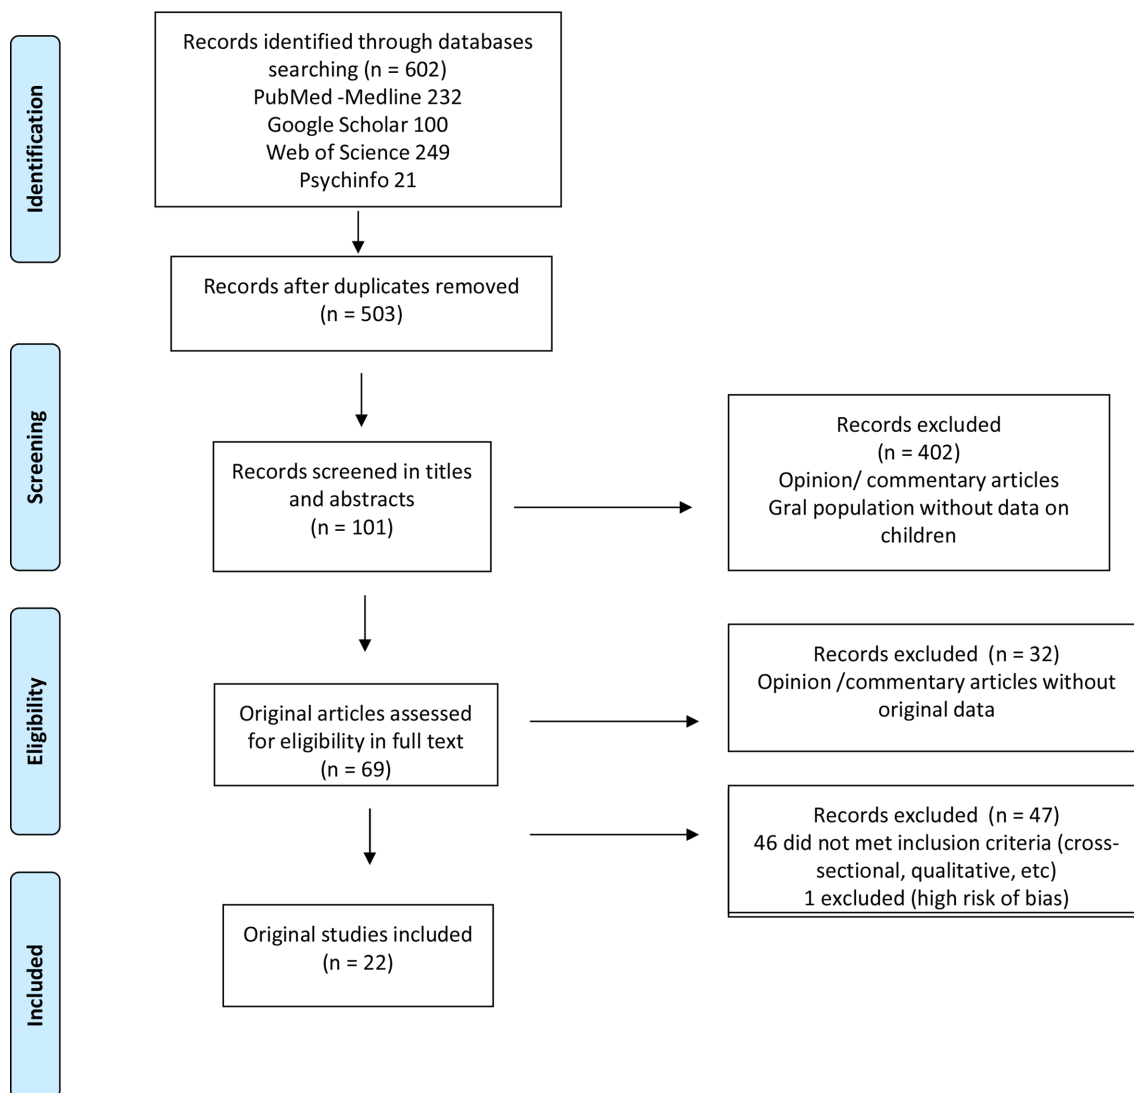 Identification
Records identified through databases
searching (n = 602)
PubMed -Medline 232
Google Scholar 100
Web of Science 249
Psychinfo 21
Records after duplicates removed
(n = 503)
Screening
Records screened in titles
and abstracts
(n = 101)
Records excluded
(n = 402)
Opinion/ commentary articles
Gral population without data on
children
Eligibility
Original articles assessed
for eligibility in full text
(n = 69)
Records excluded  (n = 32)
Opinion /commentary articles without
original data
Records excluded  (n = 47)
46 did not met inclusion criteria (cross-
sectional, qualitative, etc)
1 excluded (high risk of bias)
Included
Original studies included
(n = 22)